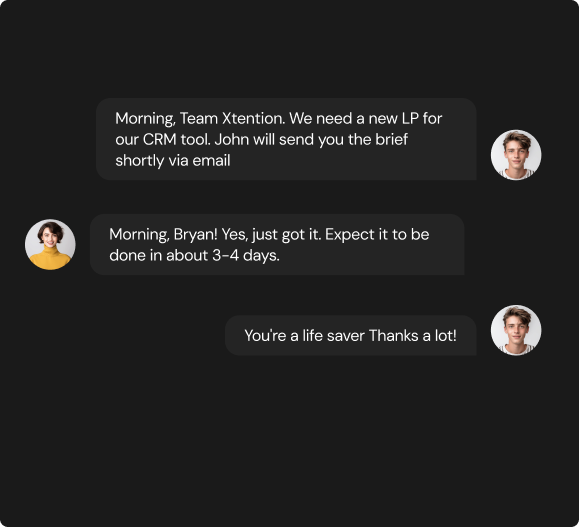 Morning, Team Xtention. We need a new LP for
our CRM tool. John will send you the brief
shortly via email
Morning, Bryan! Yes, just got it. Expect it to be
done in about 3-4 days.
You're a life saver Thanks a lot!